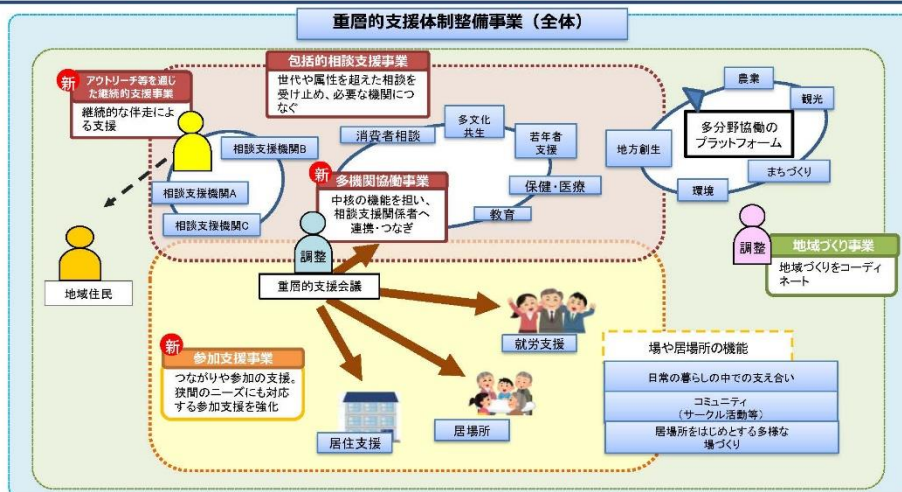 重層的支援体制整備事業（全体）
新
アウトリーチ等を通じ
た継続的支援事業
継続的な伴走によ
る支援
包括的相談支援事業
世代や属性を超えた相談を
受け止め、必要な機関につ
なぐ
相談支援機関B
相談支援機関A
相談支援機関C
消費者相談
多文化
共生
若年者
支援
保健・医療
教育
新
多機関協働事業
中核の機能を担い、
相談支援関係者へ
連携・つなぎ
調整
重層的支援会議
地域住民
農業
観光
多分野協働の
プラットフォーム
地方創生
まちづくり
環境
調整
地域づくり事業
地域づくりをコーディ
ネート
新
参加支援事業
つながりや参加の支援。
狭間のニーズにも対応
する参加支援を強化
就労支援
居場所
居住支援
場や居場所の機能
日常の暮らしの中での支え合い
コミュニティ
（サークル活動等）
居場所をはじめとする多様な
場づくり